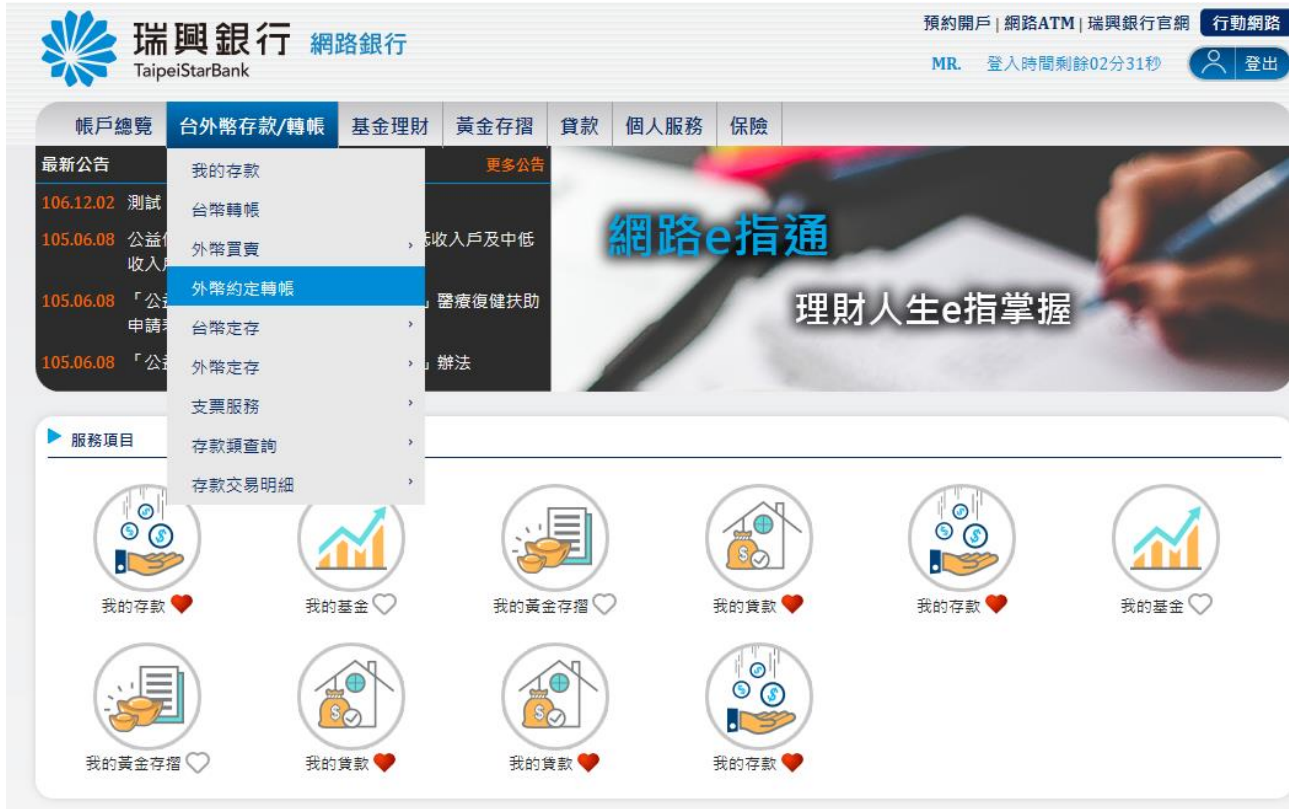 瑞興銀行 網路銀行
TaipeiStarBank
預約開戶 | 網路ATM | 瑞興銀行官網 行動網路
MR. 登入時間剩餘02分31秒 登出
帳戶總覽 台外幣存款/轉帳 基金理財 黃金存摺 貸款 個人服務 保險
最新公告 更多公告
106.12.02 測試
105.06.08 公益 收入戶及中低
收入
105.06.08 「公 」醫療復健扶助
申請
105.06.08 「公 」辦法
我的存款
台幣轉帳
外幣買賣 ›
外幣約定轉帳
台幣定存 ›
外幣定存 ›
支票服務 ›
存款類查詢 ›
存款交易明細 ›
網路e指通
理財人生e指掌握
服務項目
我的存款 我的基金 我的黃金存摺 我的貸款 我的存款 我的基金
我的黃金存摺 我的貸款 我的貸款 我的存款